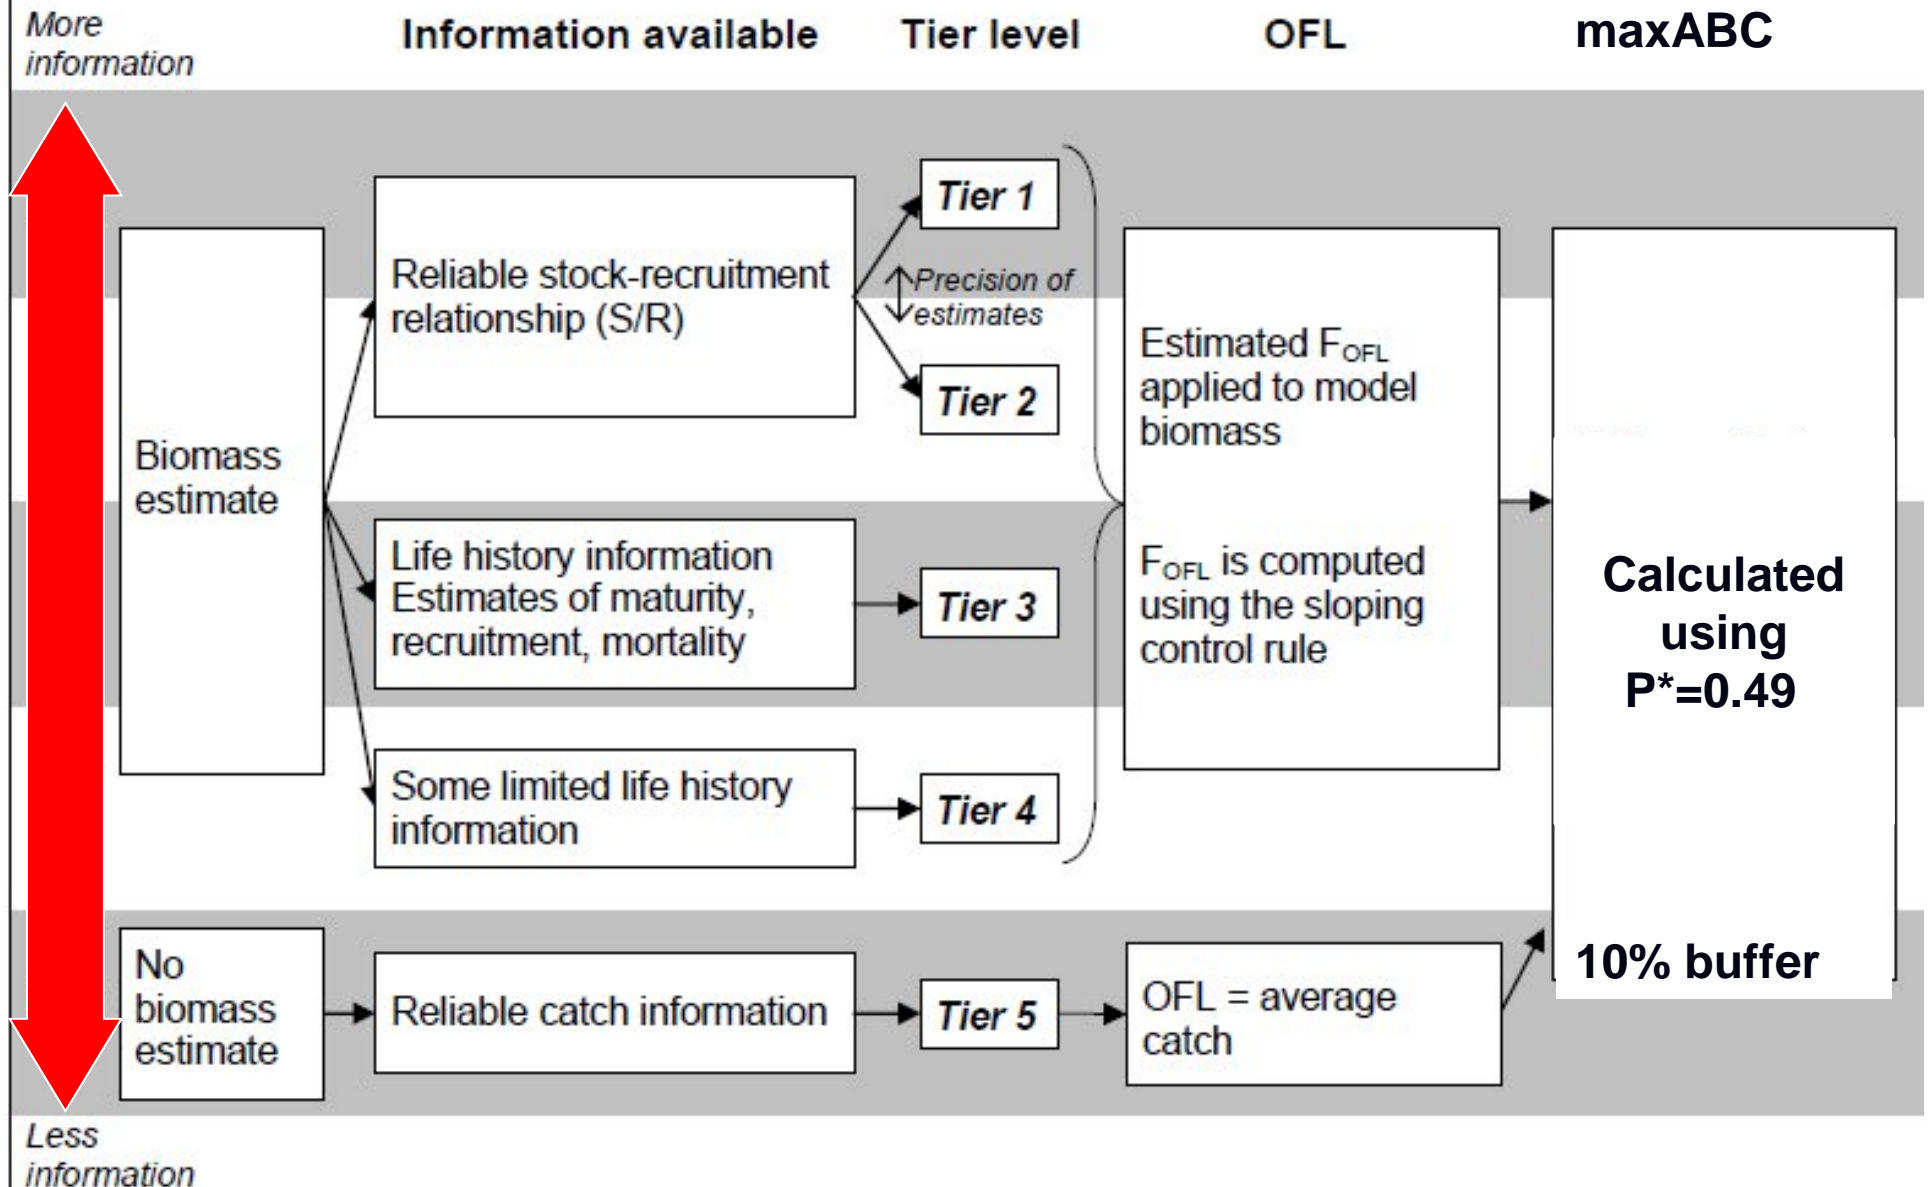 More
information
Information available
Tier level
OFL
maxABC
Biomass
estimate
Reliable stock-recruitment
relationship (S/R)
Tier 1
Precision of
estimates
Tier 2
Life history information
Estimates of maturity,
recruitment, mortality
Tier 3
Some limited life history
information
Tier 4
Estimated FOFL
applied to model
biomass
FOFL is computed
using the sloping
control rule
Calculated
using
P*=0.49
No
biomass
estimate
Reliable catch information
Tier 5
OFL = average
catch
10% buffer
Less
information